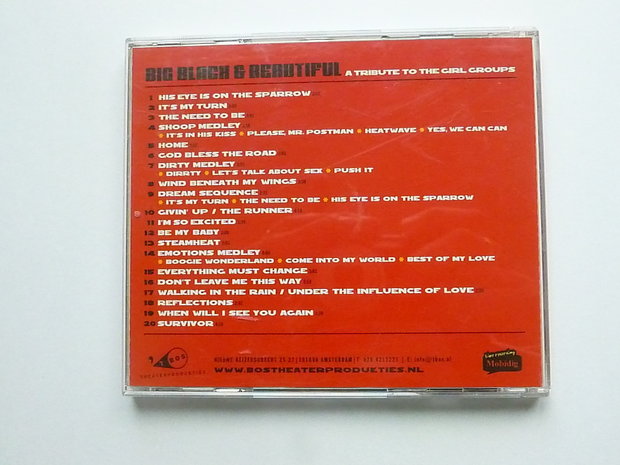 BIG BLACK & BEAUTIFUL A TRIBUTE TO THE GIRL GROUPS
1 HIS EYE IS ON THE SPARROW
2 IT'S MY TURN
3 THE NEED TO BE
4 SHOOP MEDLEY
• IT'S IN HIS KISS • PLEASE, MR. POSTMAN • HEATWAVE • YES, WE CAN CAN
5 HOME
6 GOD BLESS THE ROAD
7 DIRTY MEDLEY
• DIRRTY • LET'S TALK ABOUT SEX • PUSH IT
8 WIND BENEATH MY WINGS
9 DREAM SEQUENCE
• IT'S MY TURN • THE NEED TO BE • HIS EYE IS ON THE SPARROW
10 GIVIN' UP / THE RUNNER
11 I'M SO EXCITED
12 BE MY BABY
13 STEAMHEAT
14 EMOTIONS MEDLEY
• BOOGIE WONDERLAND • COME INTO MY WORLD • BEST OF MY LOVE
15 EVERYTHING MUST CHANGE
16 DON'T LEAVE ME THIS WAY
17 WALKING IN THE RAIN / UNDER THE INFLUENCE OF LOVE
18 REFLECTIONS
19 WHEN WILL I SEE YOU AGAIN
20 SURVIVOR
BOS
THEATERPRODUKTIES
AMSTERDAM
WWW.BOSTHEATERPRODUKTIES.NL